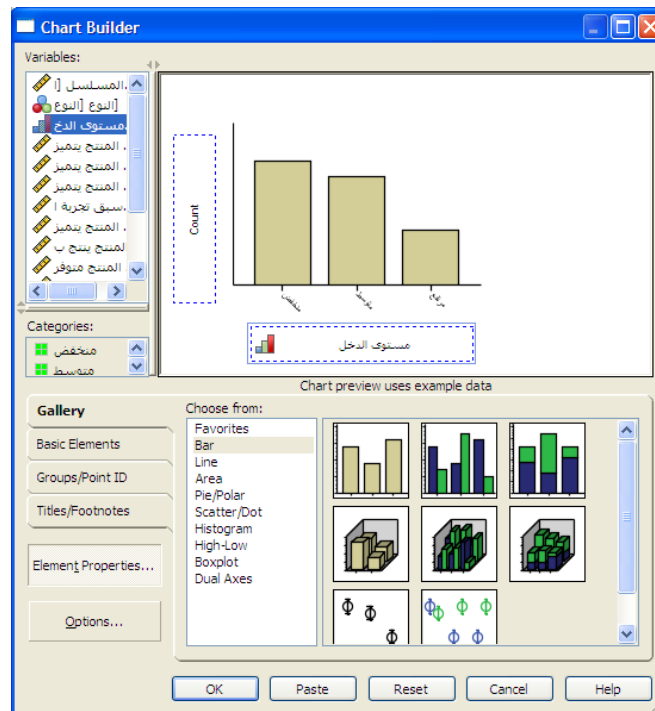 Chart Builder
Variables:
المسلسل [ا.
النوع [النوع]
مستوى الدخ.
المنتج يتميز .
المنتج يتميز .
المنتج يتميز .
سبق تجربة ا.
المنتج يتميز .
المنتج ينتج ب
المنتج متوفر .
Categories:
منخفض
متوسط
Count
منخفض
متوسط
مرتفع
مستوى الدخل
Chart preview uses example data
Gallery
Basic Elements
Groups/Point ID
Titles/Footnotes
Element Properties...
Options...
Choose from:
Favorites
Bar
Line
Area
Pie/Polar
Scatter/Dot
Histogram
High-Low
Boxplot
Dual Axes
OK
Paste
Reset
Cancel
Help